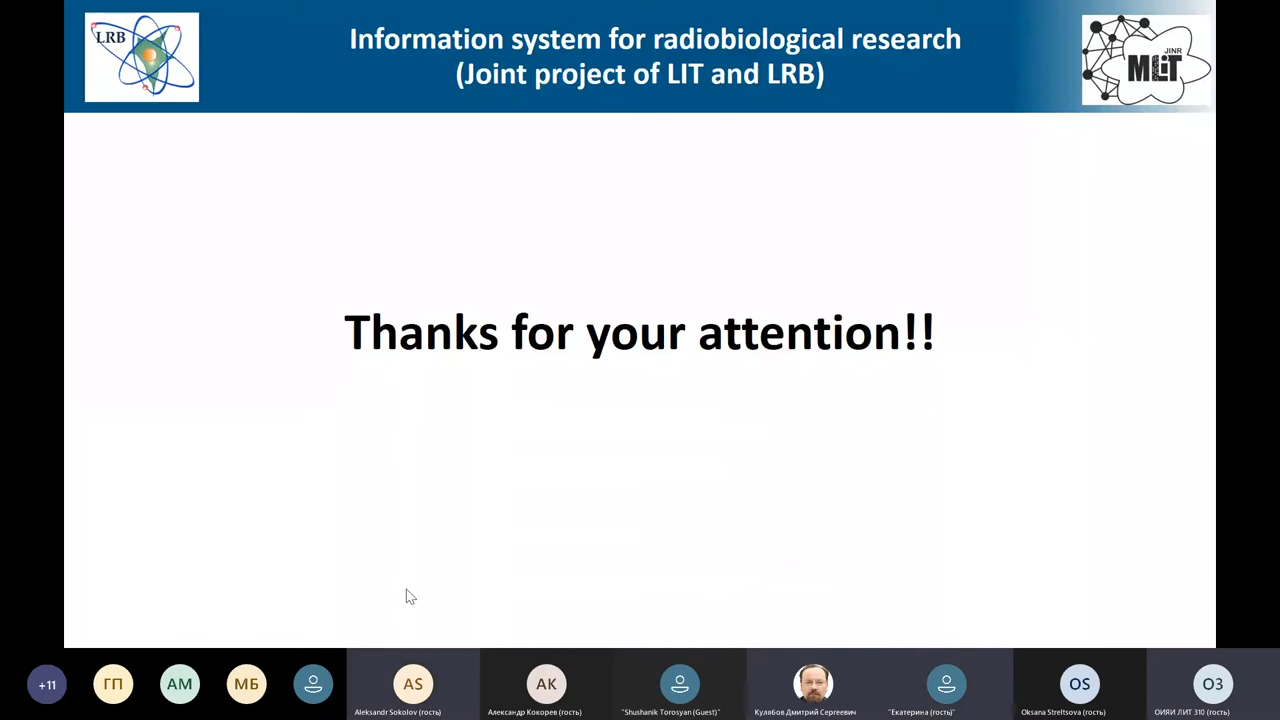 LRB
Information system for radiobiological research
(Joint project of LIT and LRB)
JINR
MLiT
Thanks for your attention!!
+11
ГП
АМ
МБ
AS
АК
OS
ОЗ
Aleksandr Sokolov (гость)
Александр Кокорев (гость)
"Shushanik Torosyan (Guest)"
Кулябов Дмитрий Сергеевич
"Екатерина (гость)"
Oksana Streltsova (гость)
ОИЯИ ЛИТ 310 (гость)